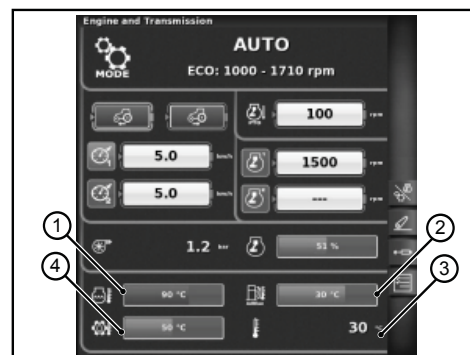 Engine and Transmission
AUTO
MODE
ECO: 1000 - 1710 rpm
100 rpm
5.0 km/h
1500 rpm
5.0 km/h
--- rpm
1.2 bar
51 %
1
90 °C
30 °C
2
4
50 °C
30 °C
3